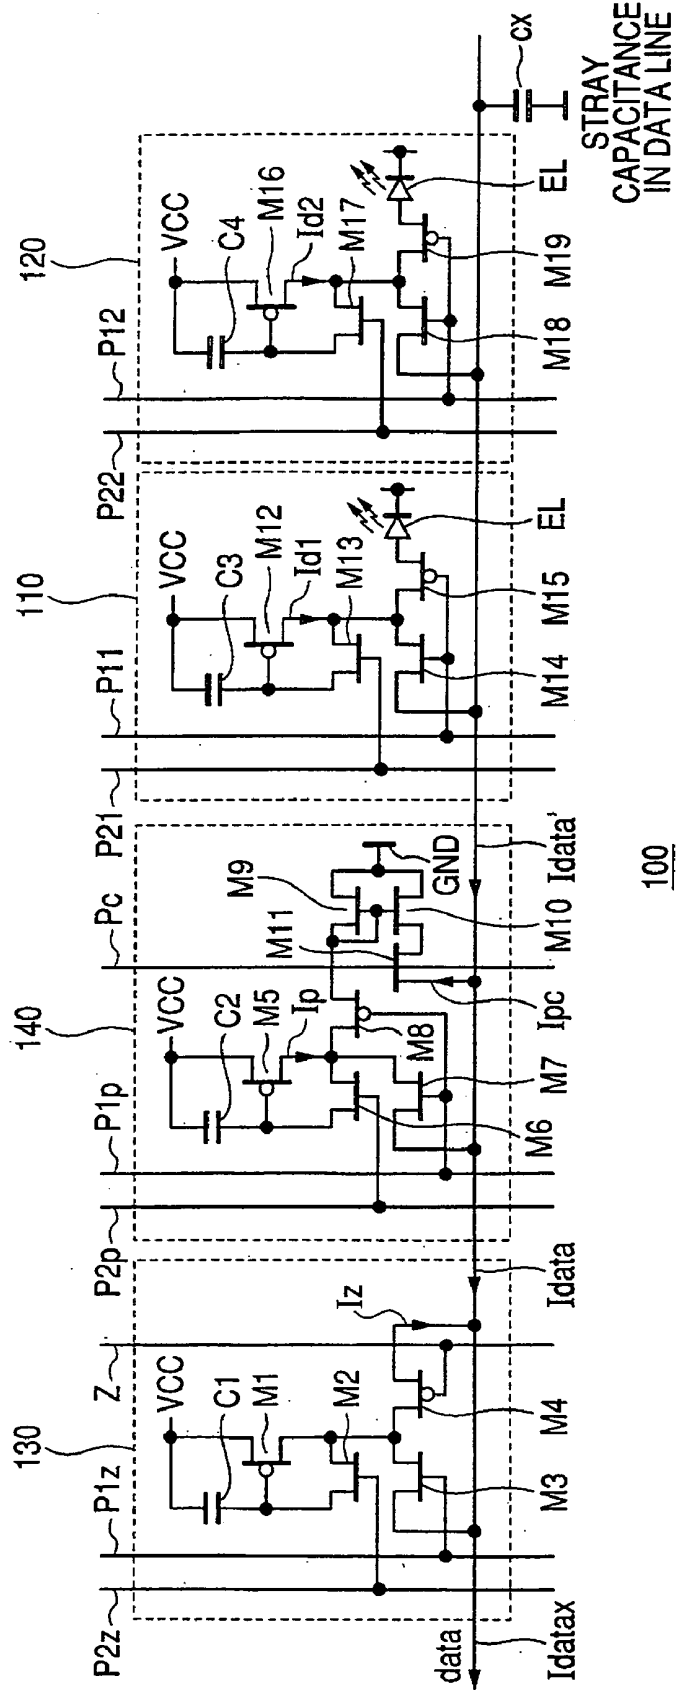 130
140
110
120
P2z
P1z
Z
P2p
P1p
Pc
P21
P11
P22
P12
VCC
C1
M1
M2
Iz
VCC
C2
M5
Ip
M9
M11
VCC
C3
M12
Id1
M13
VCC
C4
M16
Id2
M17
data
Idatax
M3
M4
Idata
M6
M7
M8
Ipc
M10
GND
Idata'
M14
M15
EL
M18
M19
EL
cx
STRAY
CAPACITANCE
IN DATA LINE
100